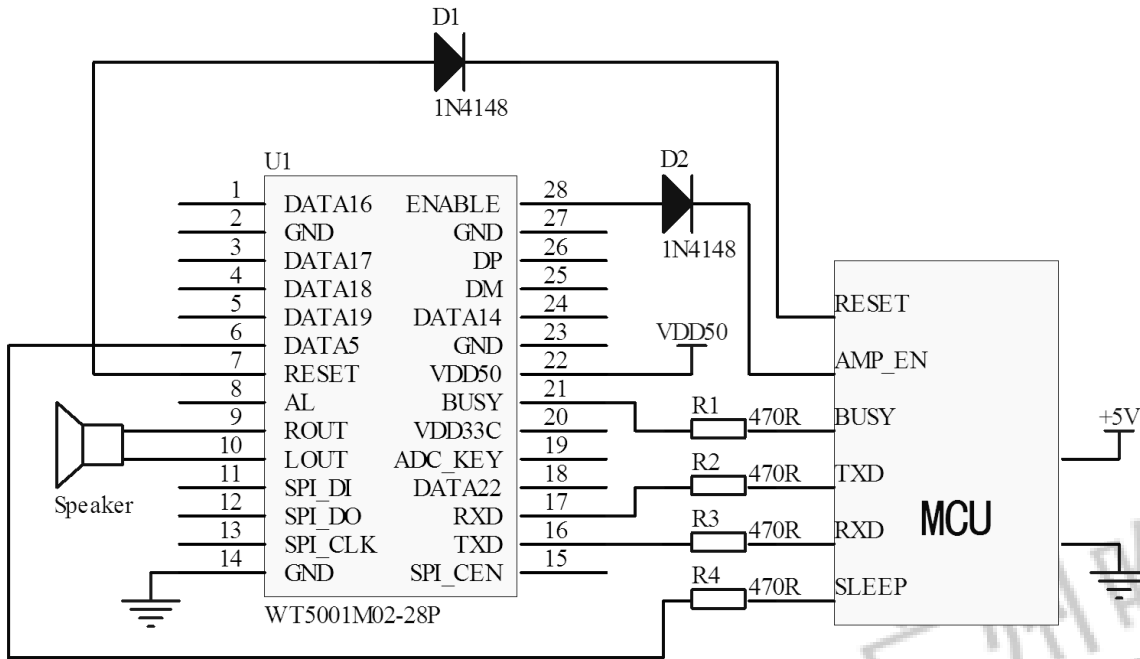 D1
1N4148
U1
D2
1N4148
1 DATA16 ENABLE 28
2 GND GND 27
3 DATA17 DP 26
4 DATA18 DM 25
5 DATA19 DATA14 24
6 DATA5 GND 23
7 RESET VDD50 22
8 AL BUSY 21
9 ROUT VDD33C 20
10 LOUT ADC_KEY 19
11 SPI_DI DATA22 18
12 SPI_DO RXD 17
13 SPI_CLK TXD 16
14 GND SPI_CEN 15
WT5001M02-28P
Speaker
VDD50
R1 470R
R2 470R
R3 470R
R4 470R
RESET
AMP_EN
BUSY
TXD
RXD
SLEEP
MCU
+5V
广州